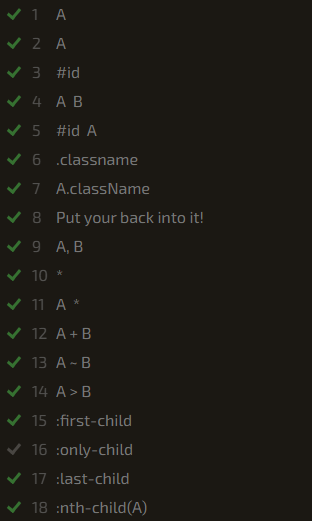 1 A
2 A
3 #id
4 A B
5 #id A
6 .classname
7 A.className
8 Put your back into it!
9 A, B
10 *
11 A *
12 A + B
13 A ~ B
14 A > B
15 :first-child
16 :only-child
17 :last-child
18 :nth-child(A)